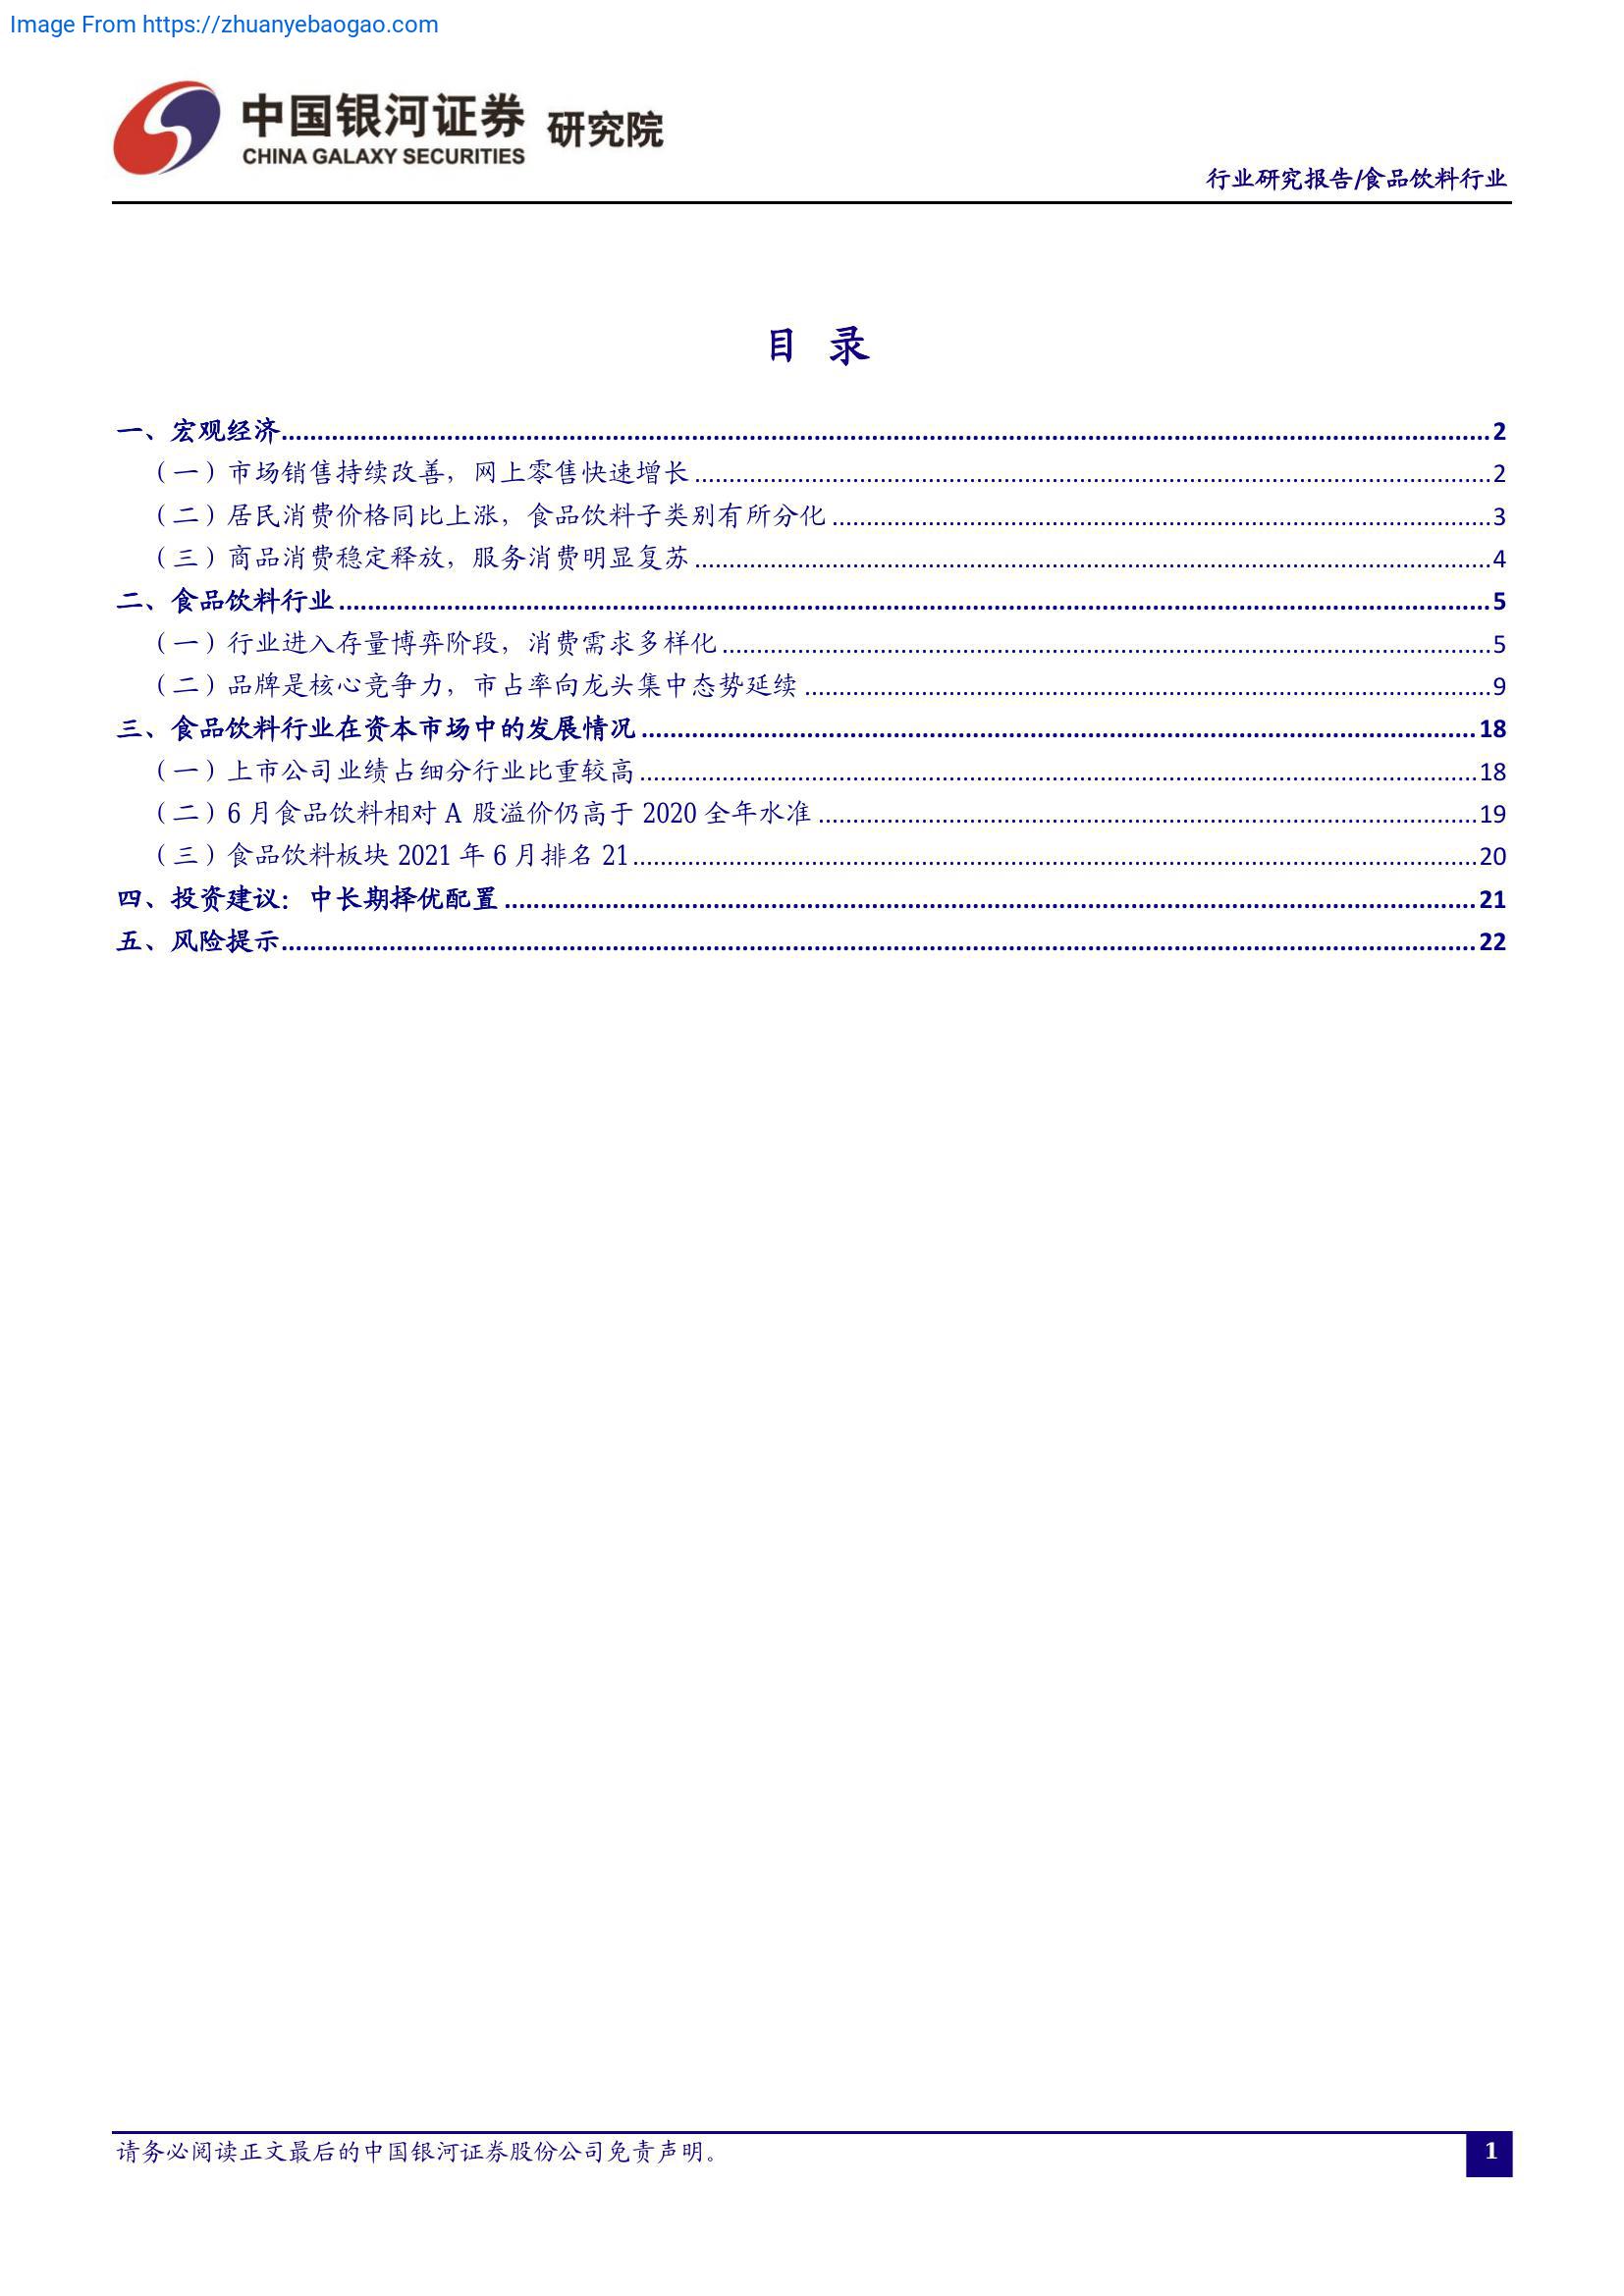 Image From https://zhuanyebaogao.com
中国银河证券 研究院
CHINA GALAXY SECURITIES
行业研究报告/食品饮料行业
目 录
一、宏观经济 2
（一）市场销售持续改善，网上零售快速增长 2
（二）居民消费价格同比上涨，食品饮料子类别有所分化 3
（三）商品消费稳定释放，服务消费明显复苏 4
二、食品饮料行业 5
（一）行业进入存量博弈阶段，消费需求多样化 5
（二）品牌是核心竞争力，市占率向龙头集中态势延续 9
三、食品饮料行业在资本市场中的发展情况 18
（一）上市公司业绩占细分行业比重较高 18
（二）6 月食品饮料相对 A 股溢价仍高于 2020 全年水准 19
（三）食品饮料板块 2021 年 6 月排名 21 20
四、投资建议：中长期择优配置 21
五、风险提示 22
请务必阅读正文最后的中国银河证券股份公司免责声明。
1